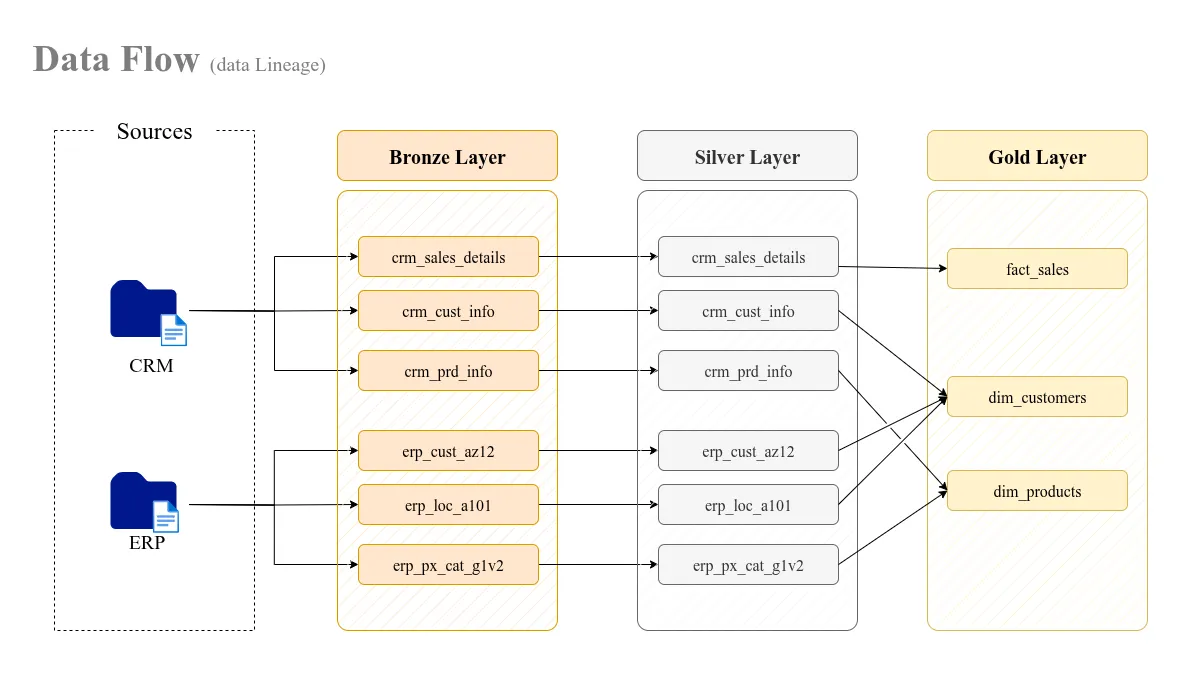 Data Flow (data Lineage)
Sources
CRM
ERP
Bronze Layer
crm_sales_details
crm_cust_info
crm_prd_info
erp_cust_az12
erp_loc_a101
erp_px_cat_g1v2
Silver Layer
crm_sales_details
crm_cust_info
crm_prd_info
erp_cust_az12
erp_loc_a101
erp_px_cat_g1v2
Gold Layer
fact_sales
dim_customers
dim_products